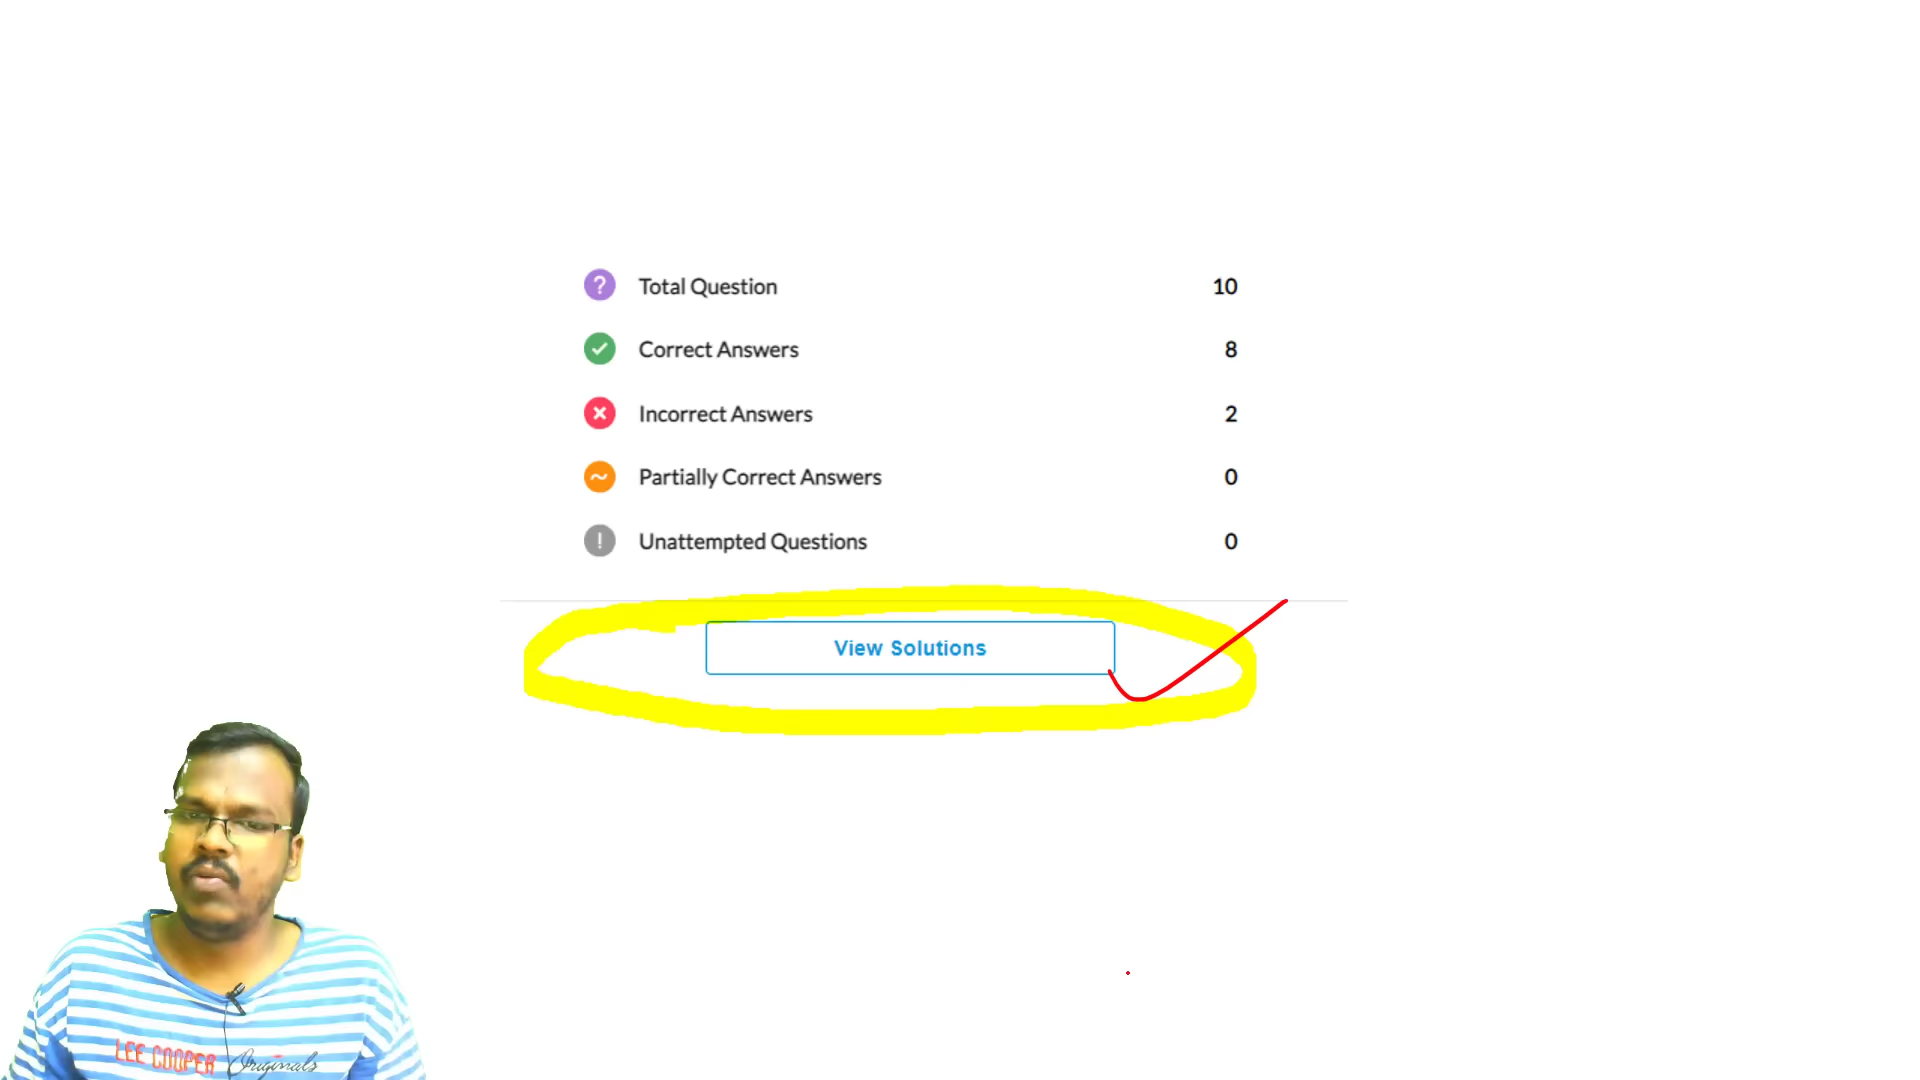 Total Question 10
Correct Answers 8
Incorrect Answers 2
Partially Correct Answers 0
Unattempted Questions 0
View Solutions
LEE COOPER Originals